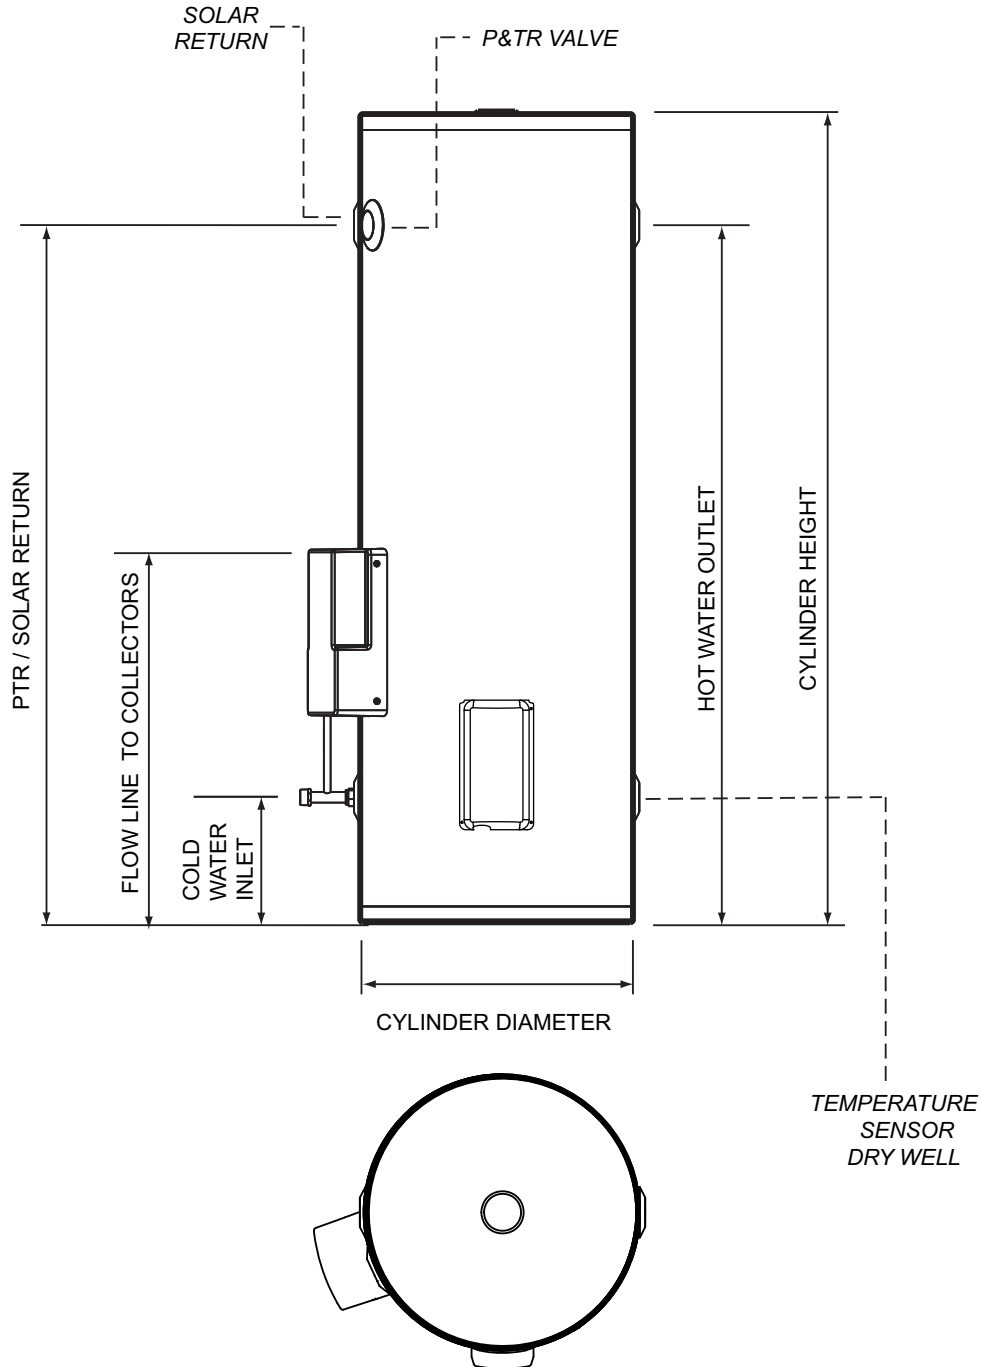 SOLAR
RETURN
P&TR VALVE
PTR / SOLAR RETURN
FLOW LINE TO COLLECTORS
COLD
WATER
INLET
HOT WATER OUTLET
CYLINDER HEIGHT
CYLINDER DIAMETER
TEMPERATURE
SENSOR
DRY WELL